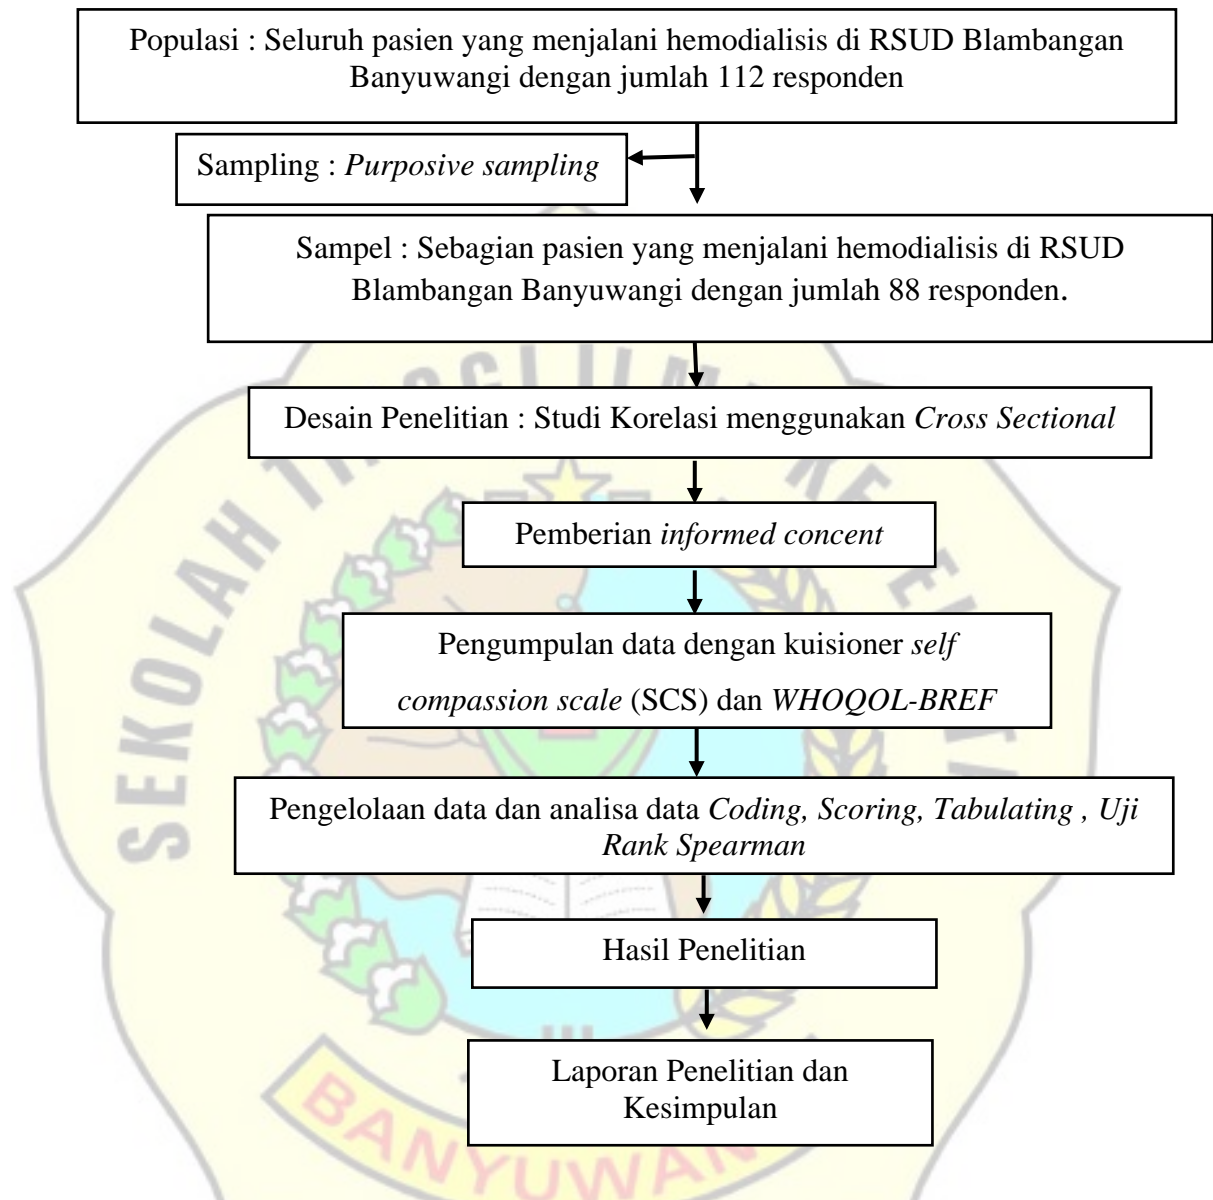 Populasi : Seluruh pasien yang menjalani hemodialisis di RSUD Blambangan
Banyuwangi dengan jumlah 112 responden
Sampling : Purposive sampling
Sampel : Sebagian pasien yang menjalani hemodialisis di RSUD
Blambangan Banyuwangi dengan jumlah 88 responden.
Desain Penelitian : Studi Korelasi menggunakan Cross Sectional
Pemberian informed concent
Pengumpulan data dengan kuisioner self
compassion scale (SCS) dan WHOQOL-BREF
Pengelolaan data dan analisa data Coding, Scoring, Tabulating , Uji
Rank Spearman
Hasil Penelitian
Laporan Penelitian dan
Kesimpulan
SEKOLAH